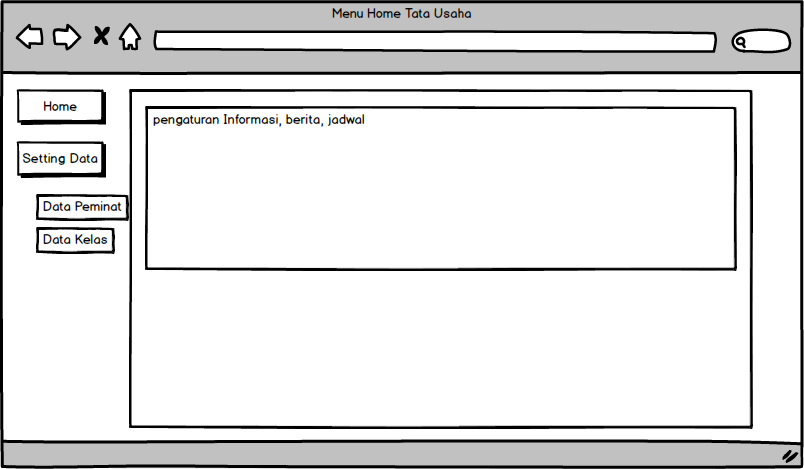 Menu Home Tata Usaha
Home
Setting Data
Data Peminat
Data Kelas
pengaturan Informasi, berita, jadwal